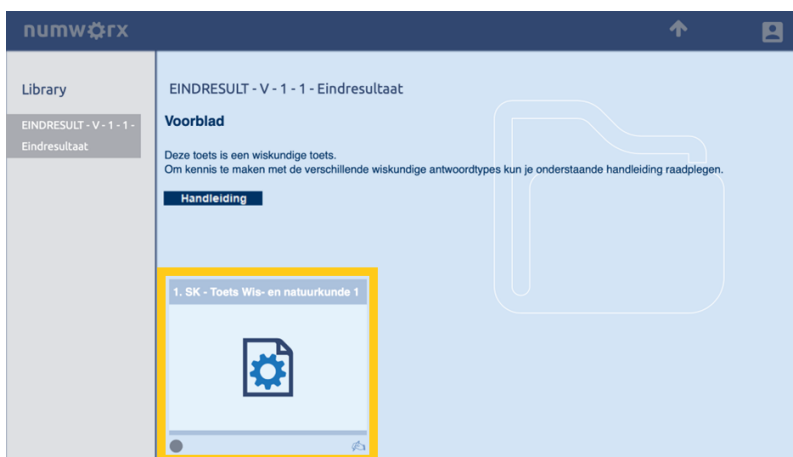 numworx
Library
EINDRESULT - V - 1 - 1 -
Eindresultaat
EINDRESULT - V - 1 - 1 - Eindresultaat
Voorblad
Deze toets is een wiskundige toets.
Om kennis te maken met de verschillende wiskundige antwoordtypes kun je onderstaande handleiding raadplegen.
Handleiding
1. SK - Toets Wis- en natuurkunde 1